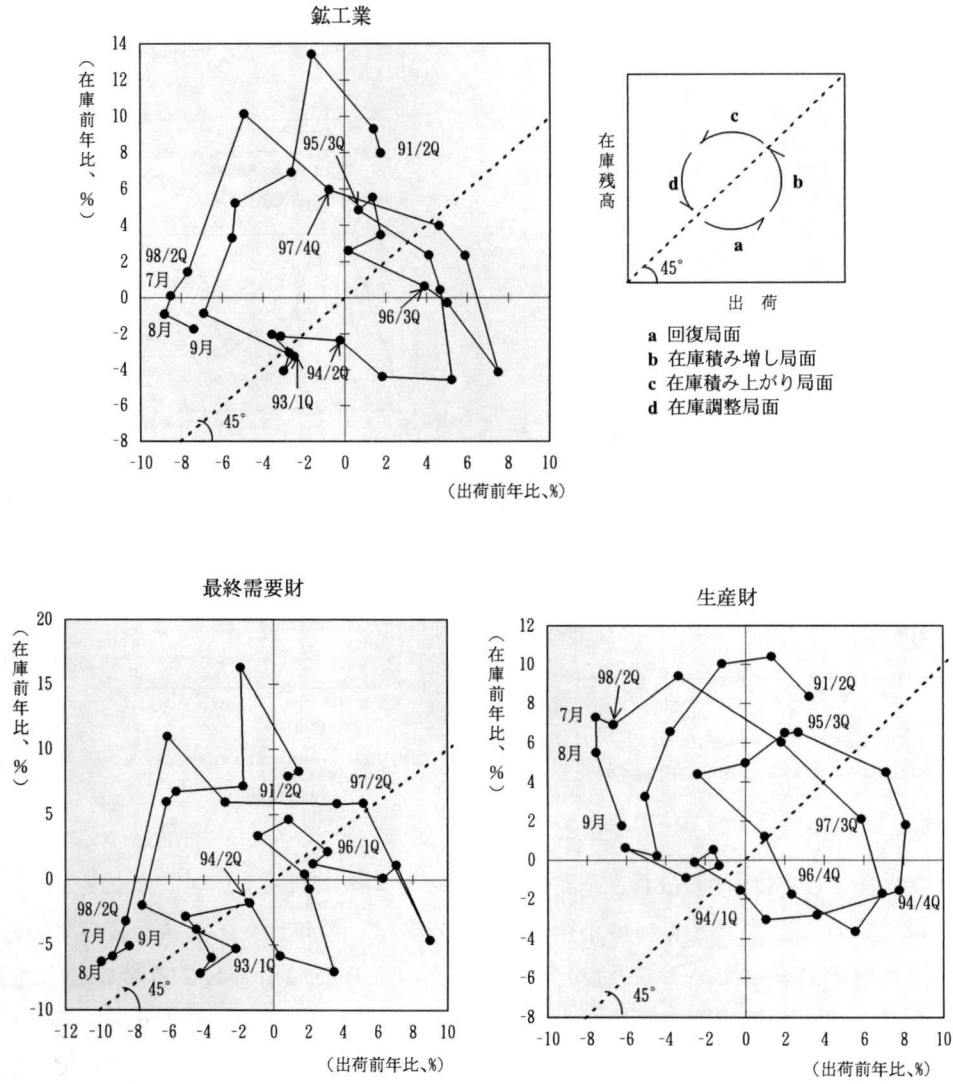 鉱工業
(在庫前年比、%)
14
12
10
8
6
4
2
0
-2
-4
-6
-8
-10
-8
-6
-4
-2
0
2
4
6
8
10
(出荷前年比、%)
95/3Q
91/2Q
97/4Q
98/2Q
7月
8月
9月
96/3Q
94/2Q
93/1Q
45°
在庫残高
c
d
b
a
45°
出 荷
a 回復局面
b 在庫積み増し局面
c 在庫積み上がり局面
d 在庫調整局面
最終需要財
(在庫前年比、%)
20
15
10
5
0
-5
-10
-12
-10
-8
-6
-4
-2
0
2
4
6
8
10
(出荷前年比、%)
91/2Q
97/2Q
96/1Q
94/2Q
98/2Q
7月
9月
8月
93/1Q
45°
生産財
(在庫前年比、%)
12
10
8
6
4
2
0
-2
-4
-6
-8
-10
-8
-6
-4
-2
0
2
4
6
8
10
(出荷前年比、%)
98/2Q
91/2Q
7月
95/3Q
8月
9月
97/3Q
96/4Q
94/1Q
94/4Q
45°